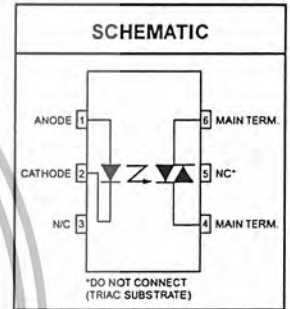 SCHEMATIC
ANODE 1
6 MAIN TERM.
CATHODE 2
5 NC*
N/C 3
4 MAIN TERM.
*DO NOT CONNECT
(TRIAC SUBSTRATE)